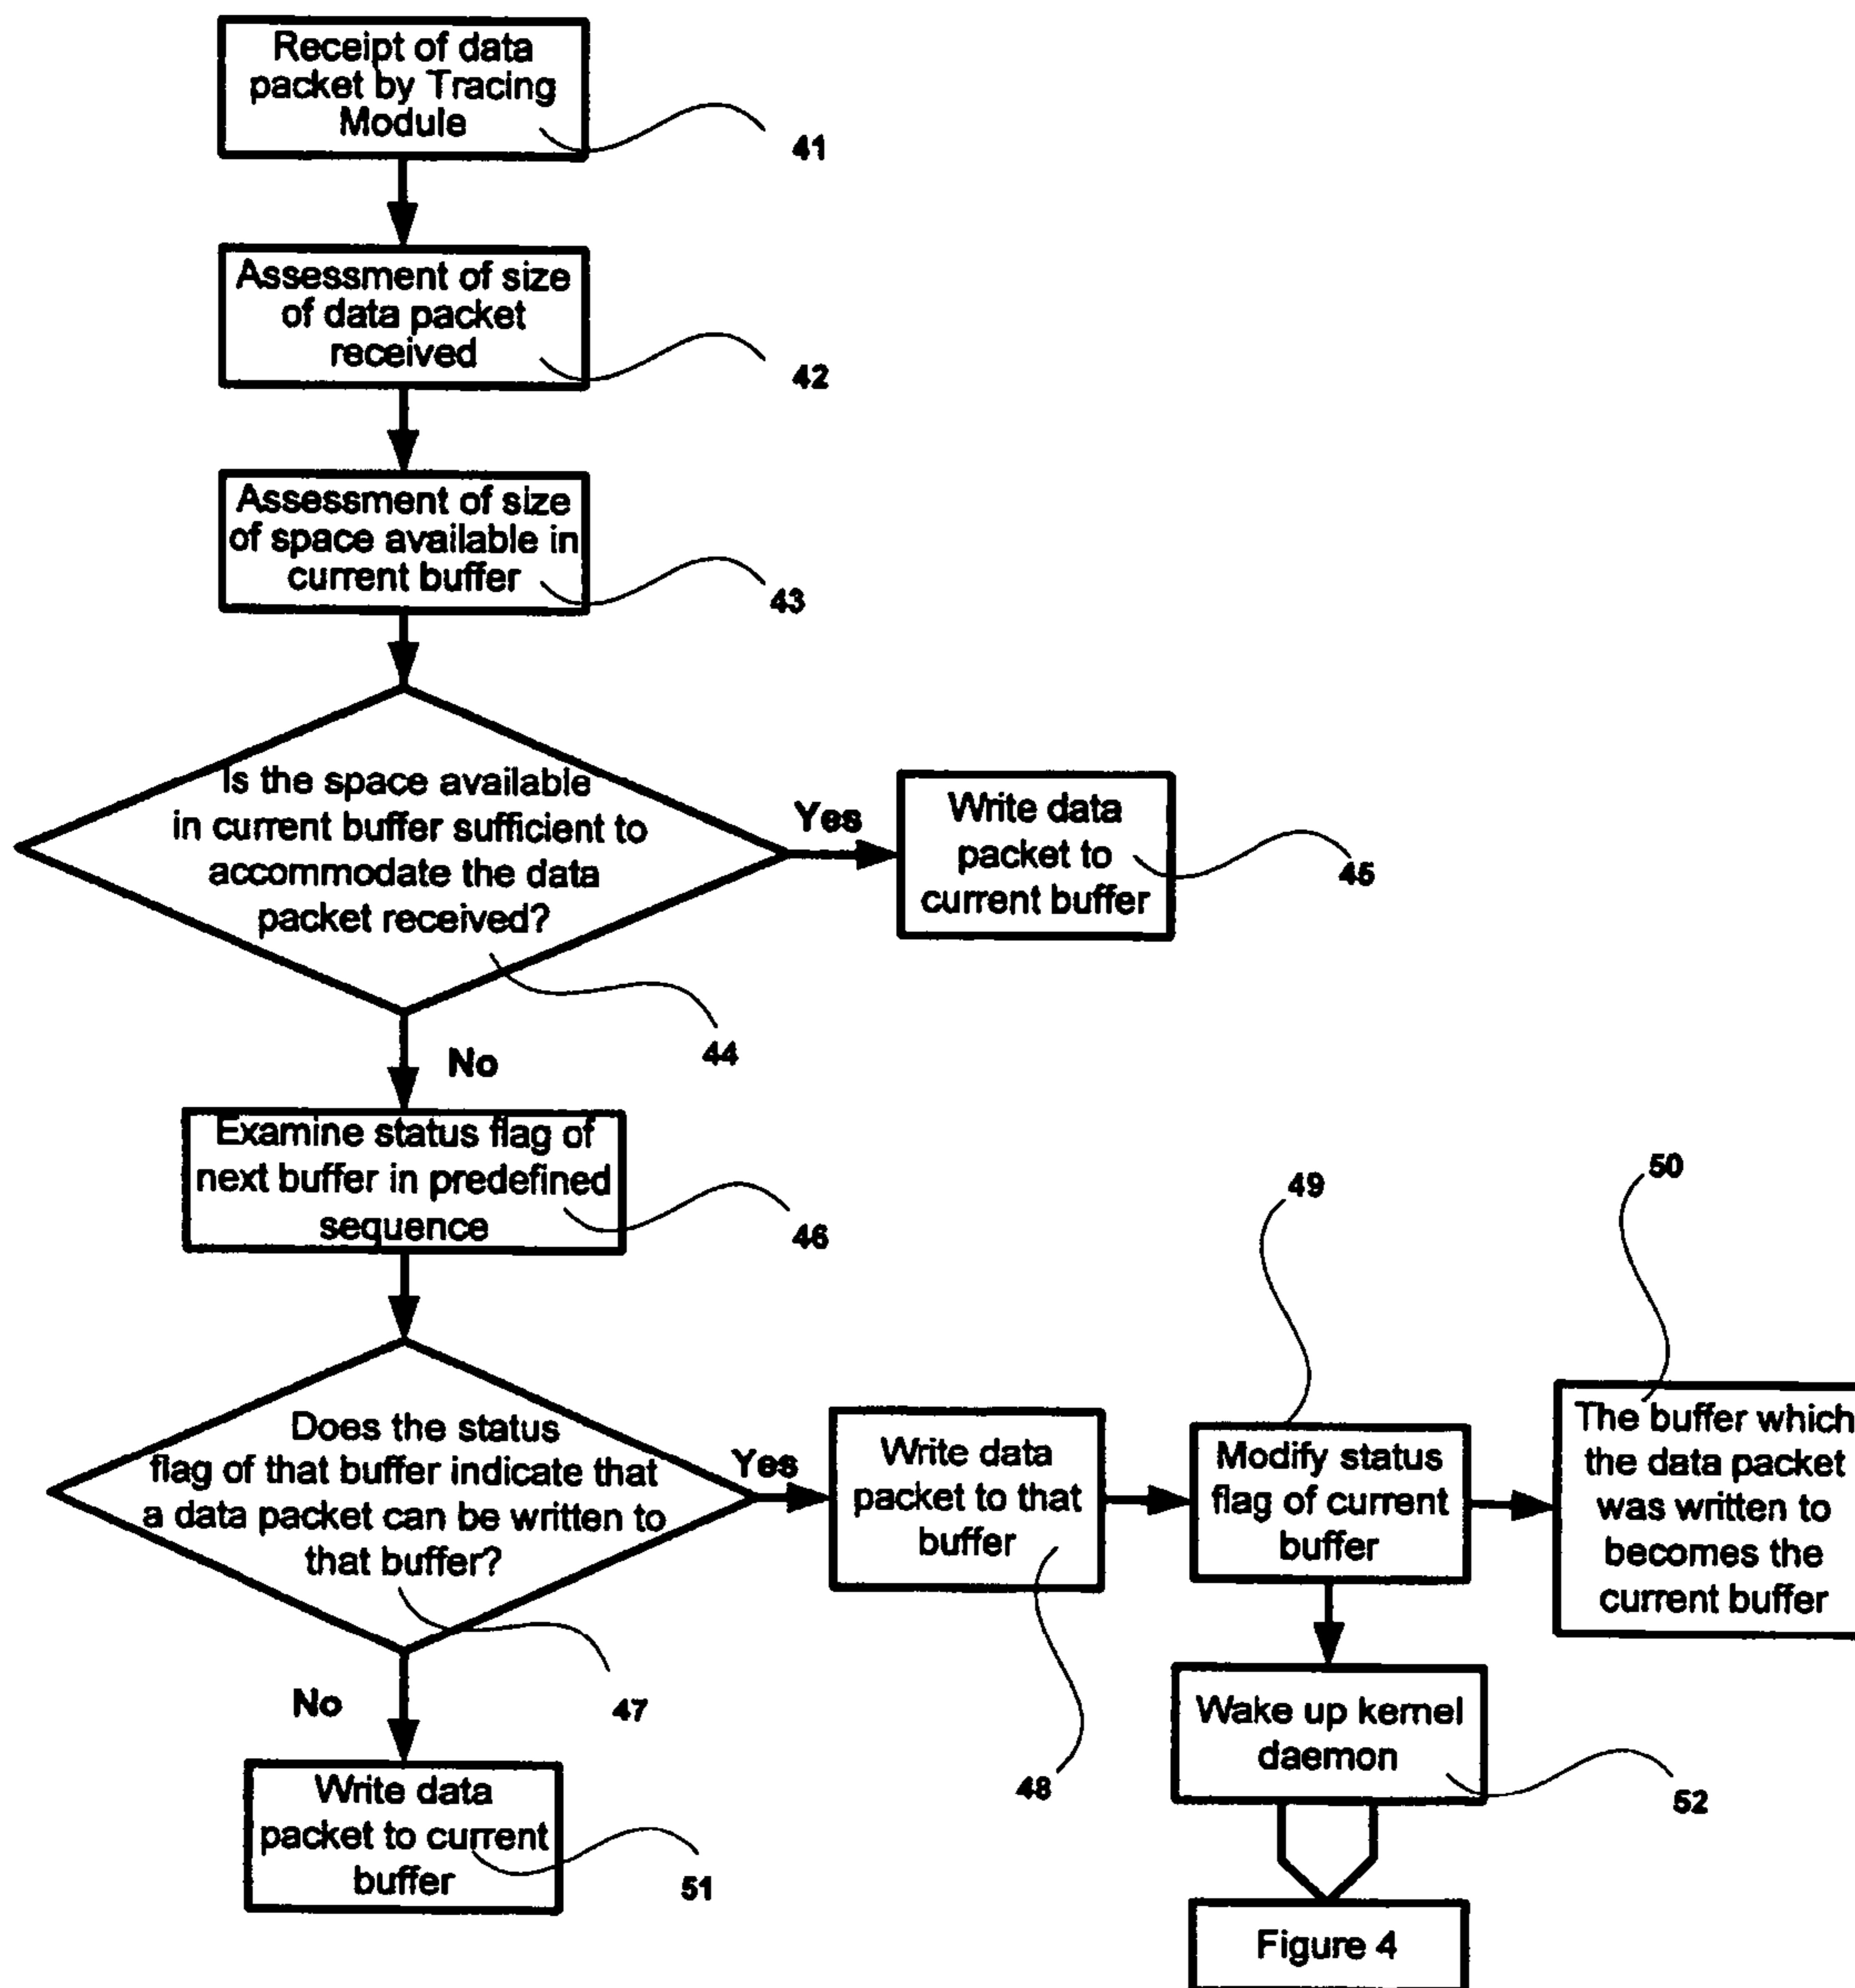 Receipt of data
packet by Tracing
Module
41
Assessment of size
of data packet
received
42
Assessment of size
of space available in
current buffer
43
Is the space available
in current buffer sufficient to
accommodate the data
packet received?
44
Yes
Write data
packet to
current buffer
45
No
Examine status flag of
next buffer in predefined
sequence
46
Does the status
flag of that buffer indicate that
a data packet can be written to
that buffer?
47
Yes
Write data
packet to that
buffer
48
Modify status
flag of current
buffer
49
The buffer which
the data packet
was written to
becomes the
current buffer
50
No
Write data
packet to current
buffer
51
Wake up kernel
daemon
52
Figure 4